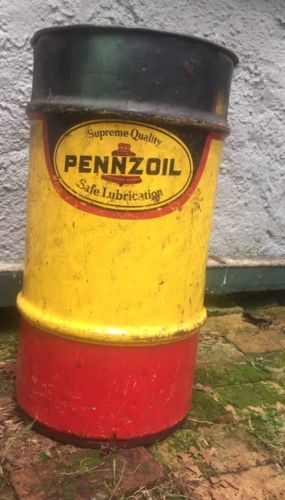 Supreme Quality
PENNZOIL
Safe Lubrication